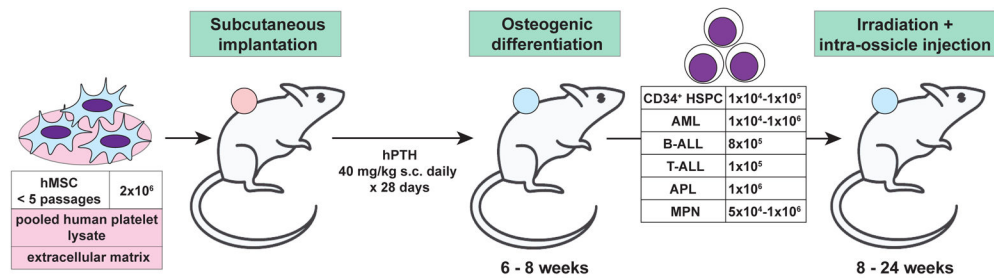 Subcutaneous
implantation
Osteogenic
differentiation
Irradiation +
intra-ossicle injection
hMSC
< 5 passages
2x10⁶
pooled human platelet
lysate
extracellular matrix
hPTH
40 mg/kg s.c. daily
x 28 days
CD34⁺ HSPC 1x10⁴-1x10⁵
AML 1x10⁴-1x10⁶
B-ALL 8x10⁵
T-ALL 1x10⁵
APL 1x10⁶
MPN 5x10⁴-1x10⁶
6 - 8 weeks
8 - 24 weeks